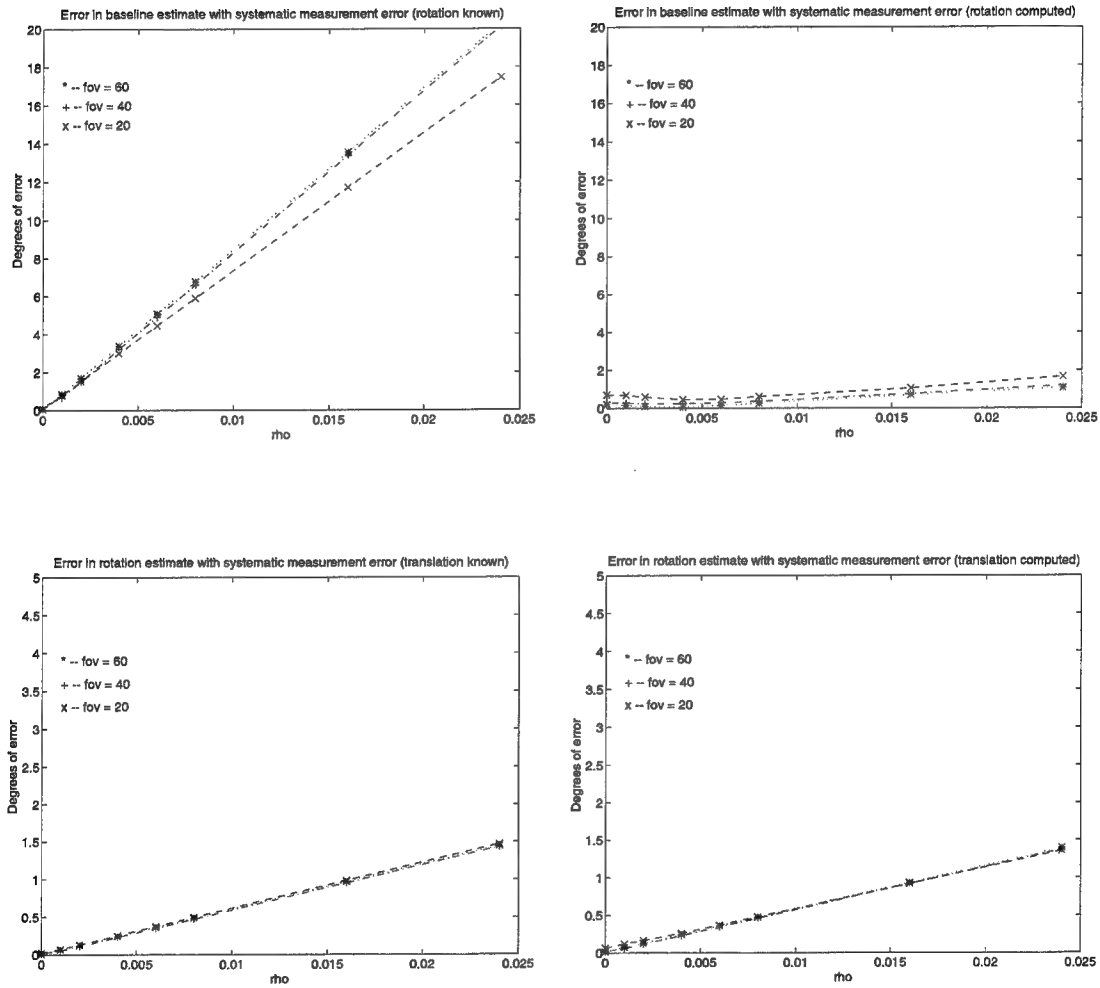 Error in baseline estimate with systematic measurement error (rotation known)
20
18
16
14
12
10
8
6
4
2
0
* -- fov = 60
+ -- fov = 40
x -- fov = 20
Degrees of error
0 0.005 0.01 0.015 0.02 0.025
rho
Error in baseline estimate with systematic measurement error (rotation computed)
20
18
16
14
12
10
8
6
4
2
0
* -- fov = 60
+ -- fov = 40
x -- fov = 20
Degrees of error
0 0.005 0.01 0.015 0.02 0.025
rho
Error in rotation estimate with systematic measurement error (translation known)
5
4.5
4
3.5
3
2.5
2
1.5
1
0.5
0
* -- fov = 60
+ -- fov = 40
x -- fov = 20
Degrees of error
0 0.005 0.01 0.015 0.02 0.025
rho
Error in rotation estimate with systematic measurement error (translation computed)
5
4.5
4
3.5
3
2.5
2
1.5
1
0.5
0
* -- fov = 60
+ -- fov = 40
x -- fov = 20
Degrees of error
0 0.005 0.01 0.015 0.02 0.025
rho